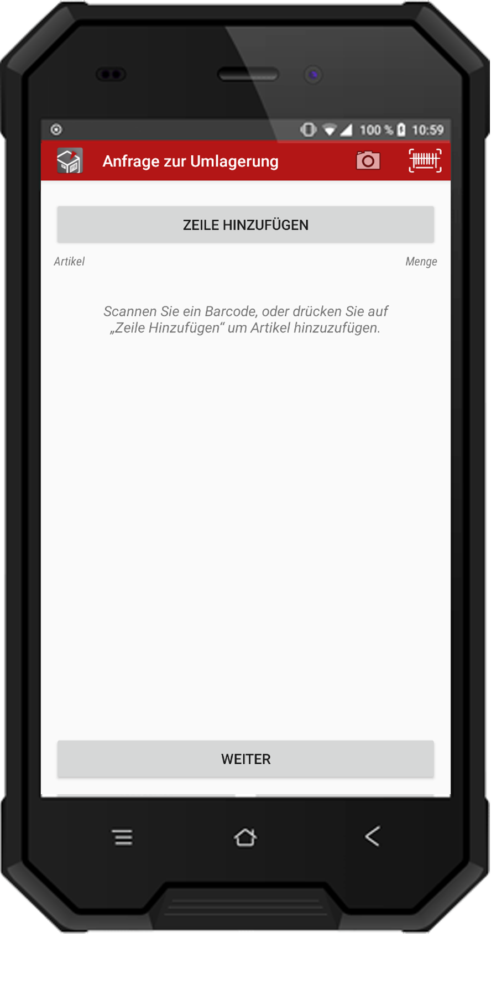 100 % 10:59
Anfrage zur Umlagerung
ZEILE HINZUFÜGEN
Artikel Menge
Scannen Sie ein Barcode, oder drücken Sie auf
„Zeile Hinzufügen“ um Artikel hinzuzufügen.
WEITER